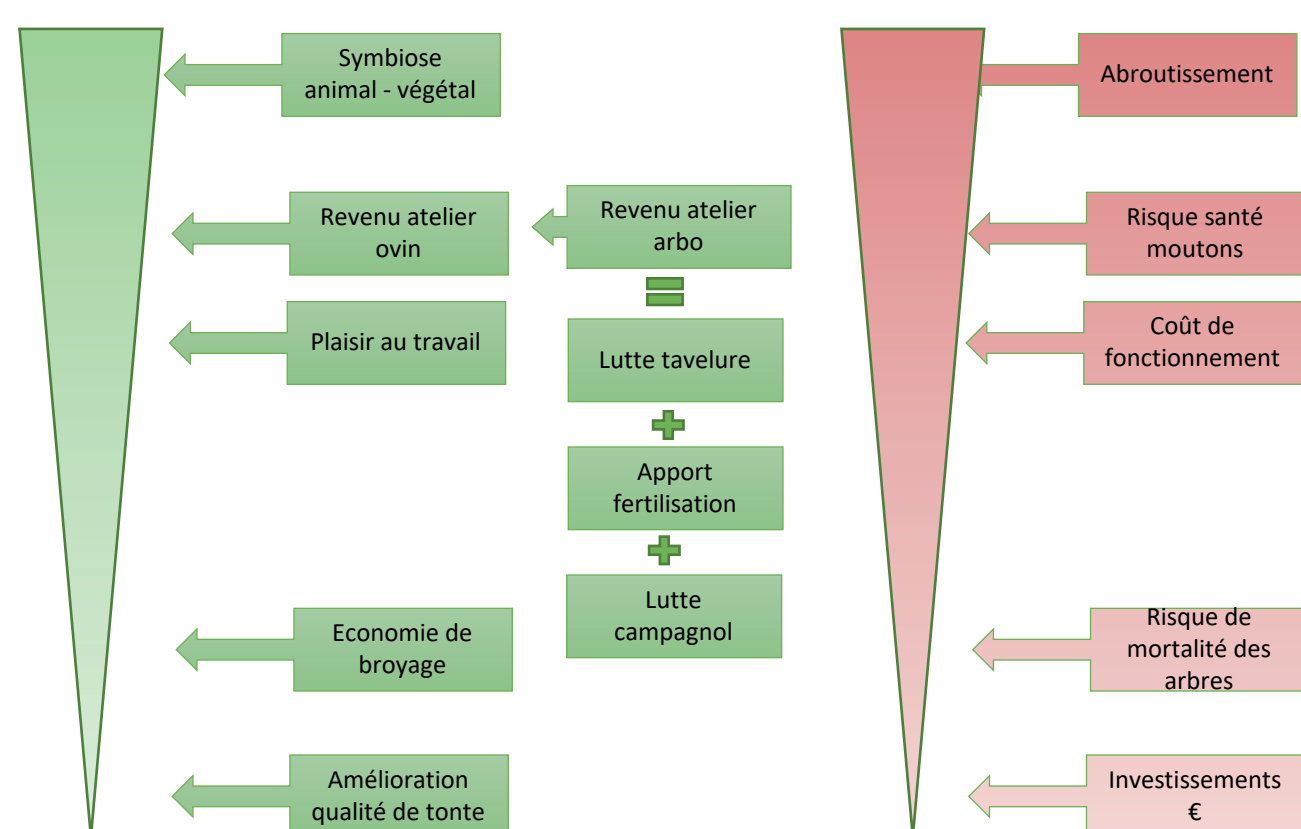 Symbiose
animal - végétal
Revenu atelier
ovin
Plaisir au travail
Economie de
broyage
Amélioration
qualité de tonte
Revenu atelier
arbo
Lutte tavelure
Apport
fertilisation
Lutte
campagnol
Abroutissement
Risque santé
moutons
Coût de
fonctionnement
Risque de
mortalité des
arbres
Investissements
€